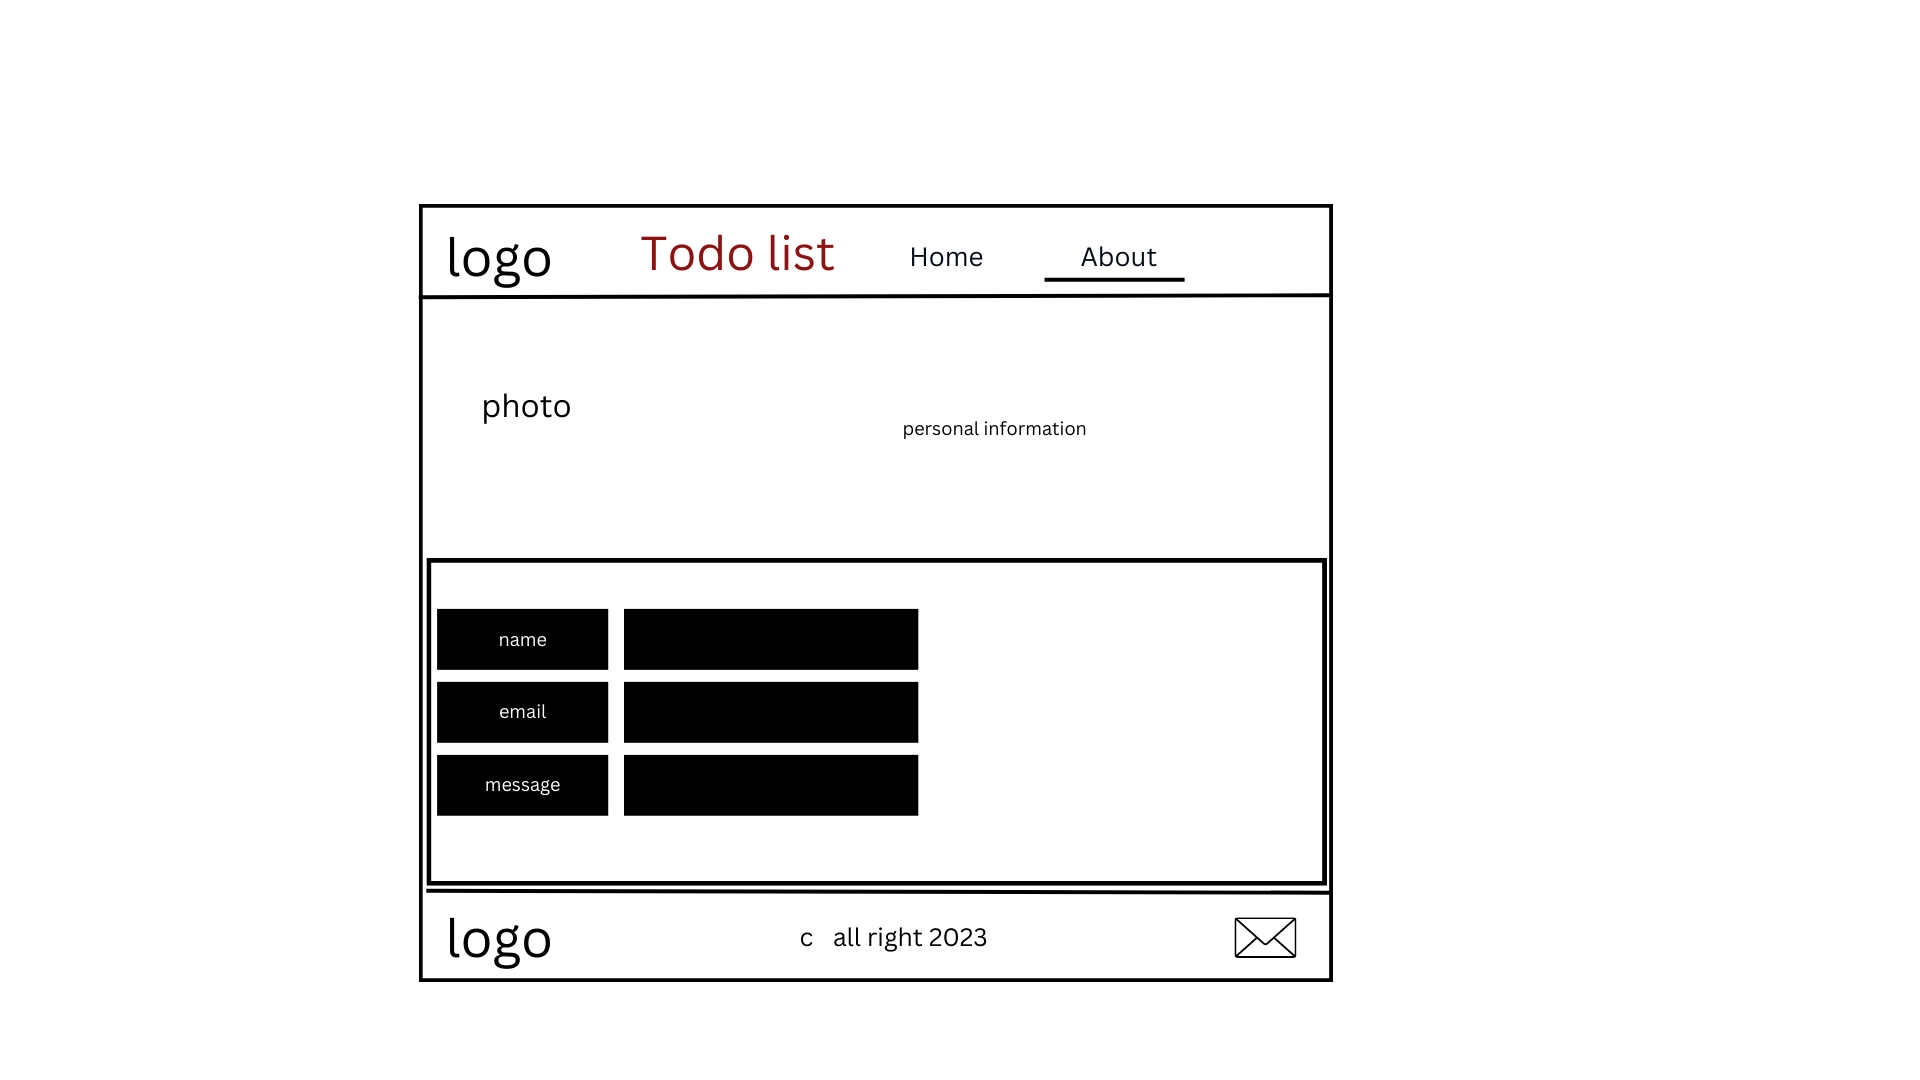 logo
Todo list
Home
About
photo
personal information
name
email
message
logo
c all right 2023